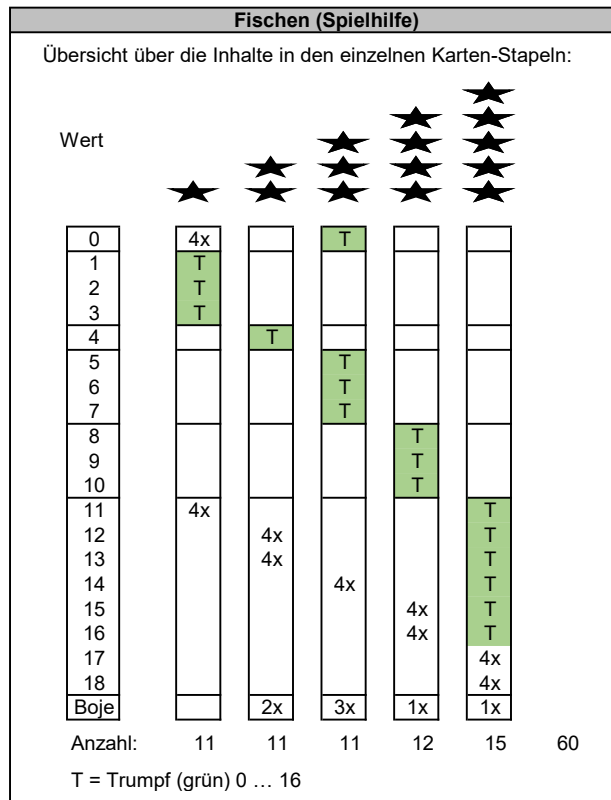 Fischen (Spielhilfe)
Übersicht über die Inhalte in den einzelnen Karten-Stapeln:
Wert
0 4x T
1 T
2 T
3 T
4 T
5 T
6 T
7 T
8 T
9 T
10 T
11 4x T
12 4x T
13 4x T
14 4x T
15 4x T
16 4x T
17 4x
18 4x
Boje 2x 3x 1x 1x
Anzahl: 11 11 11 12 15 60
T = Trumpf (grün) 0 … 16